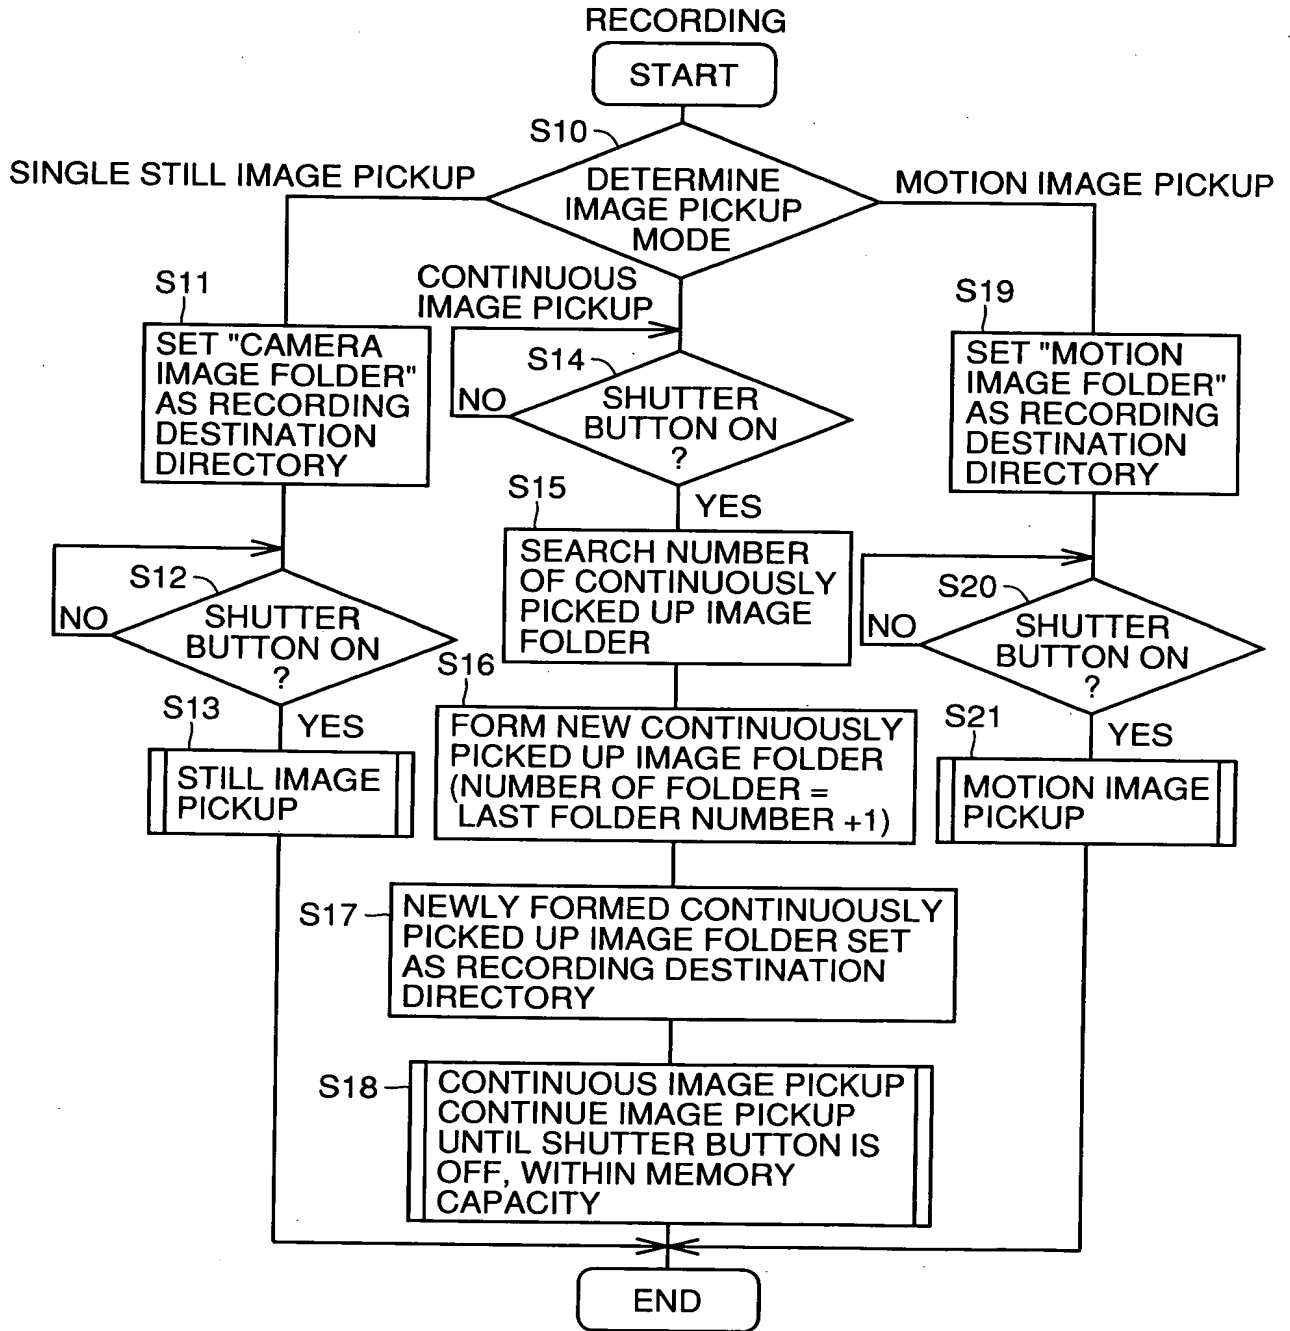 RECORDING
START
S10
DETERMINE
IMAGE PICKUP
MODE
SINGLE STILL IMAGE PICKUP
MOTION IMAGE PICKUP
CONTINUOUS
IMAGE PICKUP
S11
SET "CAMERA
IMAGE FOLDER"
AS RECORDING
DESTINATION
DIRECTORY
S12
SHUTTER
BUTTON ON
?
NO
YES
S13
STILL IMAGE
PICKUP
S14
SHUTTER
BUTTON ON
?
NO
YES
S15
SEARCH NUMBER
OF CONTINUOUSLY
PICKED UP IMAGE
FOLDER
S16
FORM NEW CONTINUOUSLY
PICKED UP IMAGE FOLDER
(NUMBER OF FOLDER =
LAST FOLDER NUMBER +1)
S17
NEWLY FORMED CONTINUOUSLY
PICKED UP IMAGE FOLDER SET
AS RECORDING DESTINATION
DIRECTORY
S18
CONTINUOUS IMAGE PICKUP
CONTINUE IMAGE PICKUP
UNTIL SHUTTER BUTTON IS
OFF, WITHIN MEMORY
CAPACITY
S19
SET "MOTION
IMAGE FOLDER"
AS RECORDING
DESTINATION
DIRECTORY
S20
SHUTTER
BUTTON ON
?
NO
YES
S21
MOTION IMAGE
PICKUP
END